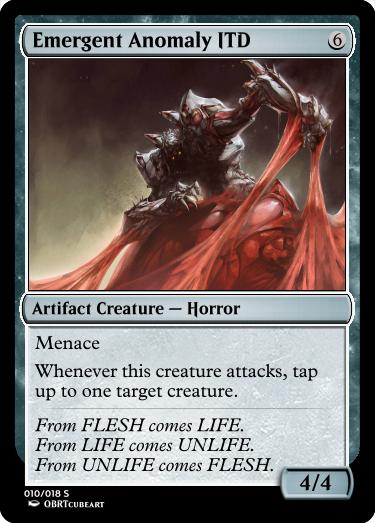 Emergent Anomaly ITD 6
Artifact Creature — Horror
Menace
Whenever this creature attacks, tap
up to one target creature.
From FLESH comes LIFE.
From LIFE comes UNLIFE.
From UNLIFE comes FLESH.
4/4
010/018 S
OBRTcubeart